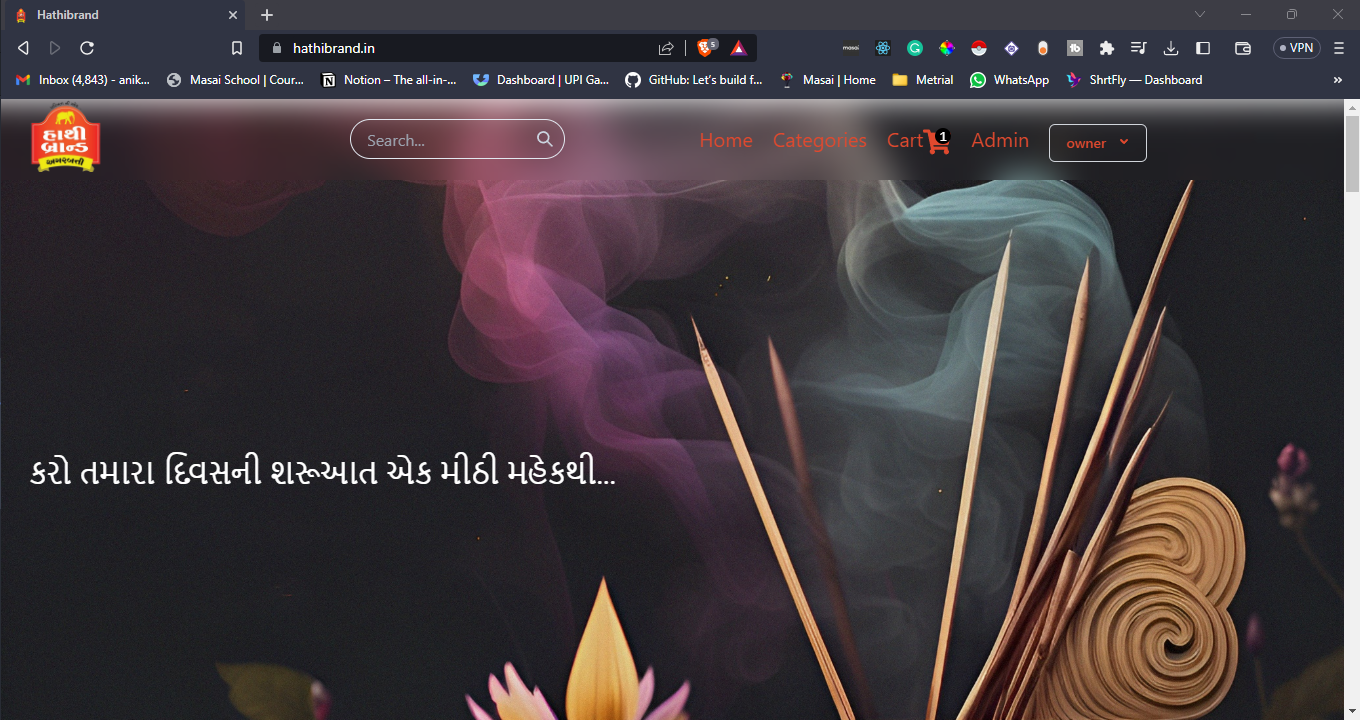 Hathibrand
hathibrand.in
5
VPN
Inbox (4,843) - anik...
Masai School | Cour...
Notion – The all-in-...
Dashboard | UPI Ga...
GitHub: Let's build f...
Masai | Home
Metrial
WhatsApp
ShrtFly — Dashboard
»
હાથી
બ્રાન્ડ
અગરબત્તી
Search...
Home
Categories
Cart
1
Admin
owner
કરો તમારા દિવસની શરૂઆત એક મીઠી મહેકથી...